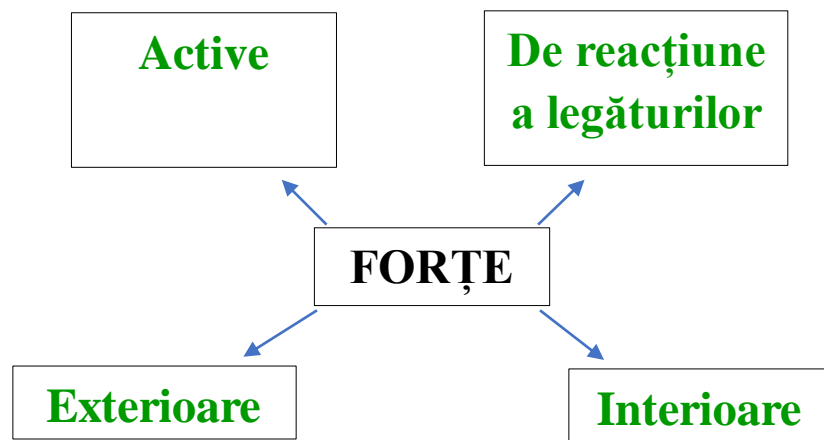 Active
De reacțiune
a legăturilor
FORȚE
Exterioare
Interioare